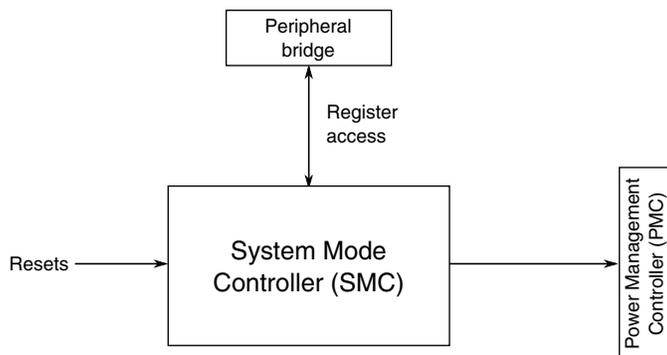 Peripheral
bridge
Register
access
Resets
System Mode
Controller (SMC)
Power Management
Controller (PMC)